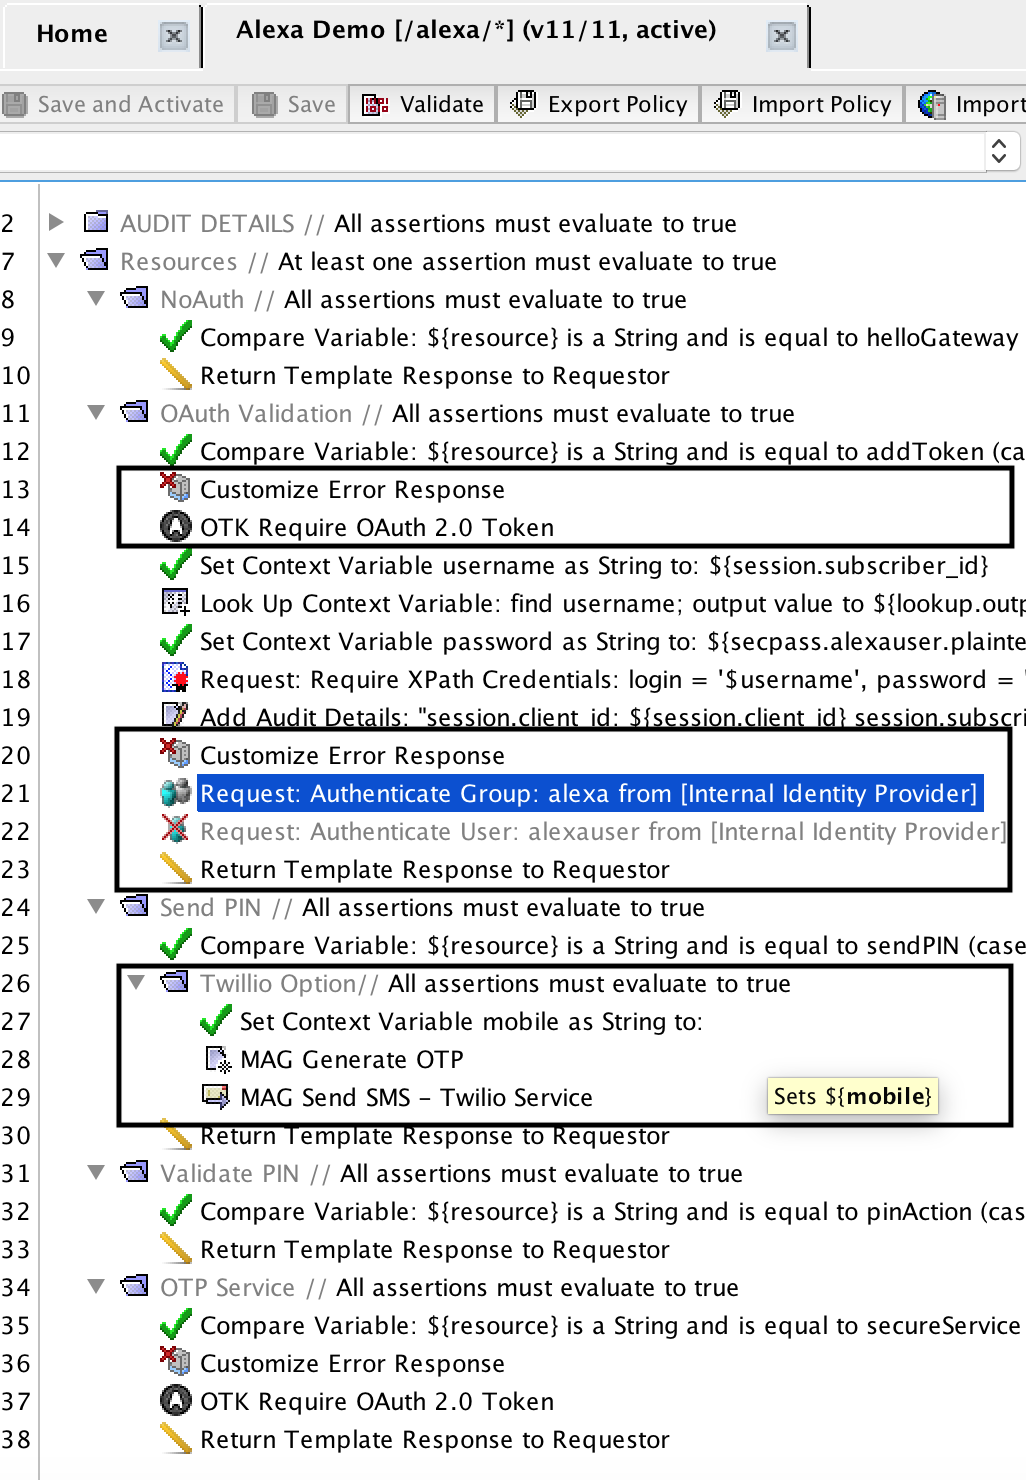 Home
Alexa Demo [/alexa/*] (v11/11, active)
Save and Activate Save Validate Export Policy Import Policy Import
2 AUDIT DETAILS // All assertions must evaluate to true
7 Resources // At least one assertion must evaluate to true
8 NoAuth // All assertions must evaluate to true
9 Compare Variable: ${resource} is a String and is equal to helloGateway
10 Return Template Response to Requestor
11 OAuth Validation // All assertions must evaluate to true
12 Compare Variable: ${resource} is a String and is equal to addToken (ca
13 Customize Error Response
14 OTK Require OAuth 2.0 Token
15 Set Context Variable username as String to: ${session.subscriber_id}
16 Look Up Context Variable: find username; output value to ${lookup.outp
17 Set Context Variable password as String to: ${secpass.alexauser.plainte
18 Request: Require XPath Credentials: login = '$username', password = '
19 Add Audit Details: "session.client_id: ${session.client_id} session.subscri
20 Customize Error Response
21 Request: Authenticate Group: alexa from [Internal Identity Provider]
22 Request: Authenticate User: alexauser from [Internal Identity Provider]
23 Return Template Response to Requestor
24 Send PIN // All assertions must evaluate to true
25 Compare Variable: ${resource} is a String and is equal to sendPIN (case
26 Twillio Option// All assertions must evaluate to true
27 Set Context Variable mobile as String to:
28 MAG Generate OTP
29 MAG Send SMS - Twilio Service
Sets ${mobile}
30 Return Template Response to Requestor
31 Validate PIN // All assertions must evaluate to true
32 Compare Variable: ${resource} is a String and is equal to pinAction (cas
33 Return Template Response to Requestor
34 OTP Service // All assertions must evaluate to true
35 Compare Variable: ${resource} is a String and is equal to secureService
36 Customize Error Response
37 OTK Require OAuth 2.0 Token
38 Return Template Response to Requestor